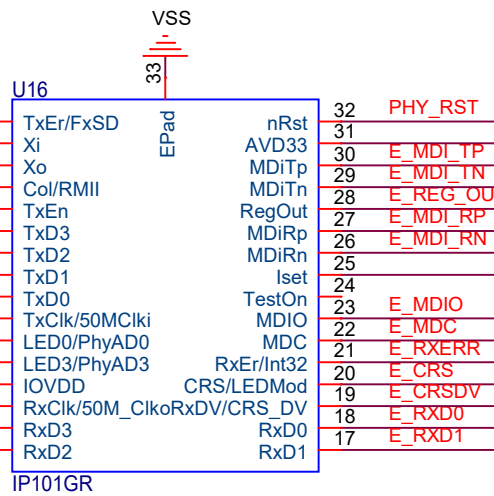 VSS
33
U16
EPad
TxEr/FxSD nRst 32 PHY_RST
Xi AVD33 31
Xo MDiTp 30 E_MDI_TP
Col/RMII MDiTn 29 E_MDI_TN
TxEn RegOut 28 E_REG_OU
TxD3 MDiRp 27 E_MDI_RP
TxD2 MDiRn 26 E_MDI_RN
TxD1 Iset 25
TxD0 TestOn 24
TxClk/50MClki MDIO 23 E_MDIO
LED0/PhyAD0 MDC 22 E_MDC
LED3/PhyAD3 RxEr/Int32 21 E_RXERR
IOVDD CRS/LEDMod 20 E_CRS
RxClk/50M_ClkoRxDV/CRS_DV 19 E_CRSDV
RxD3 RxD0 18 E_RXD0
RxD2 RxD1 17 E_RXD1
IP101GR